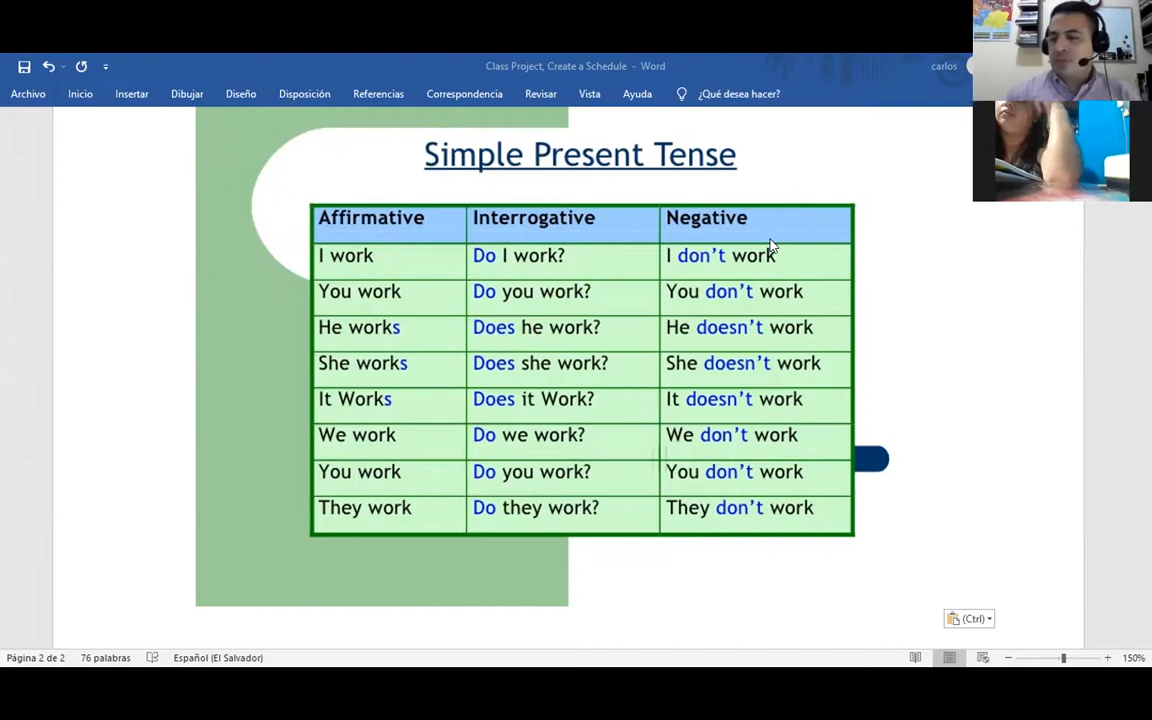 Class Project, Create a Schedule - Word
carlos
Archivo Inicio Insertar Dibujar Diseño Disposición Referencias Correspondencia Revisar Vista Ayuda ¿Qué desea hacer?
Simple Present Tense
Affirmative Interrogative Negative
I work Do I work? I don't work
You work Do you work? You don't work
He works Does he work? He doesn't work
She works Does she work? She doesn't work
It Works Does it Work? It doesn't work
We work Do we work? We don't work
You work Do you work? You don't work
They work Do they work? They don't work
(Ctrl)
Página 2 de 2 76 palabras Español (El Salvador) 150%